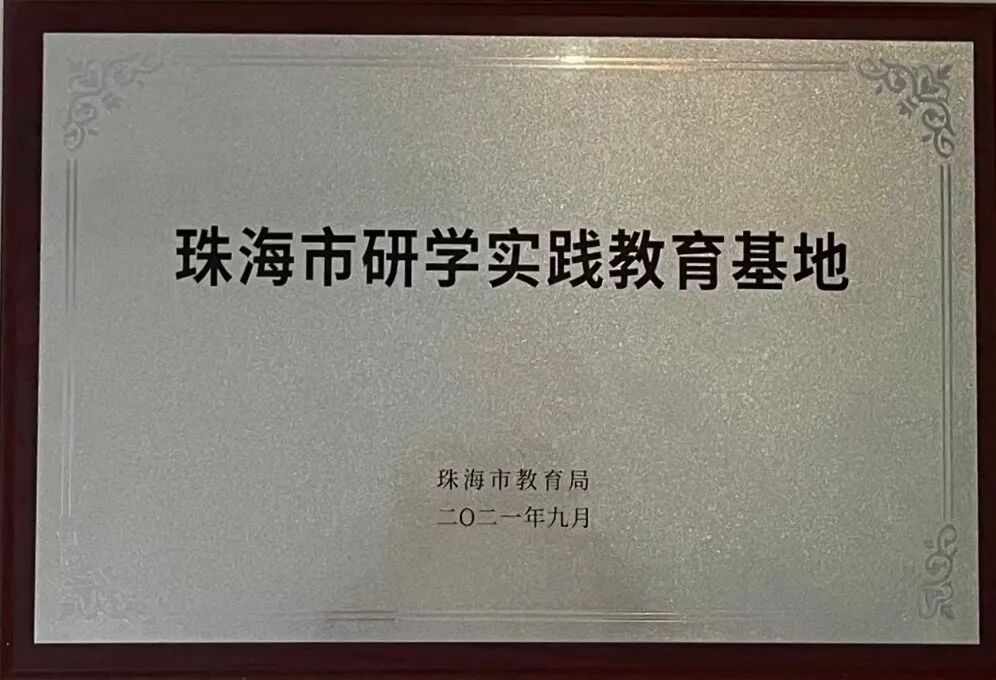 珠海市研学实践教育基地
珠海市教育局
二〇二一年九月